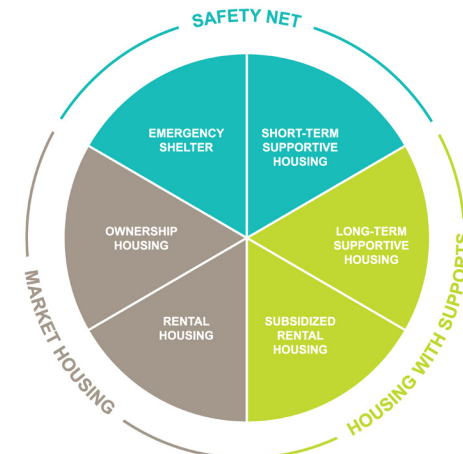 SAFETY NET
EMERGENCY
SHELTER
SHORT-TERM
SUPPORTIVE
HOUSING
OWNERSHIP
HOUSING
LONG-TERM
SUPPORTIVE
HOUSING
RENTAL
HOUSING
SUBSIDIZED
RENTAL
HOUSING
MARKET HOUSING
HOUSING WITH SUPPORTS